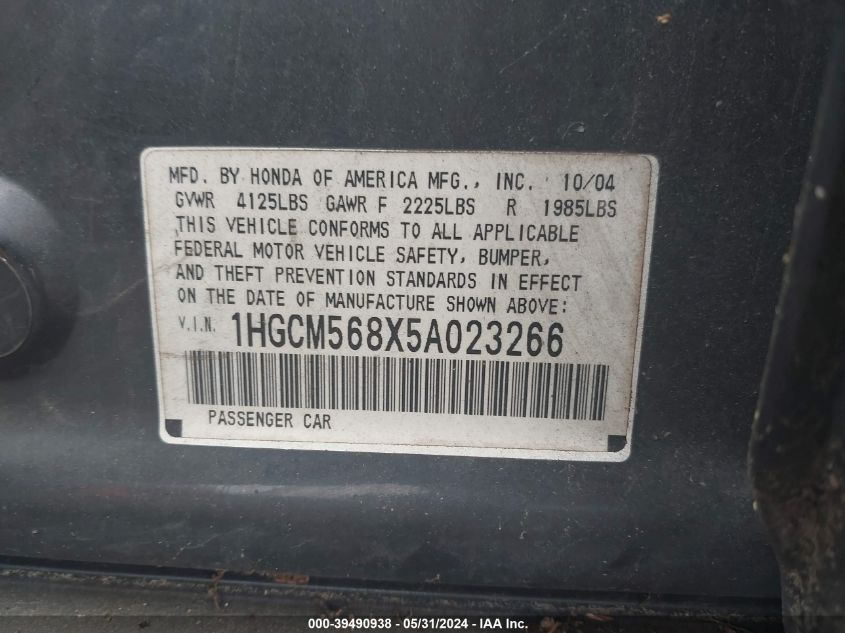 MFD. BY HONDA OF AMERICA MFG., INC. 10/04
GVWR 4125LBS GAWR F 2225LBS R 1985LBS
THIS VEHICLE CONFORMS TO ALL APPLICABLE
FEDERAL MOTOR VEHICLE SAFETY, BUMPER,
AND THEFT PREVENTION STANDARDS IN EFFECT
ON THE DATE OF MANUFACTURE SHOWN ABOVE:
V.I.N. 1HGCM568X5A023266
PASSENGER CAR
000-39490938 - 05/31/2024 - IAA Inc.